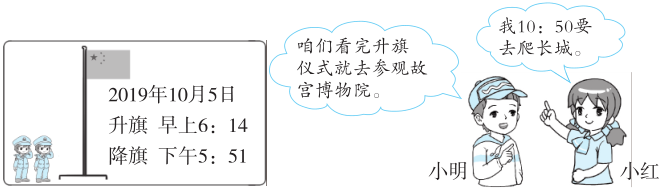 2019年10月5日
升旗 早上6：14
降旗 下午5：51
咱们看完升旗
仪式就去参观故
宫博物院。
我10：50要
去爬长城。
小明
小红